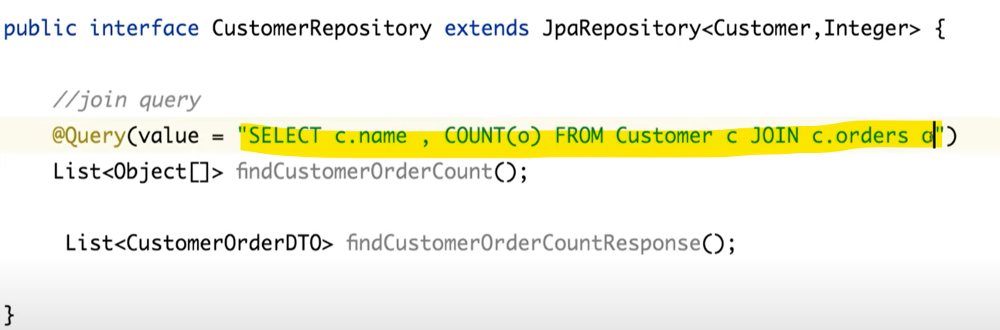 public interface CustomerRepository extends JpaRepository<Customer,Integer> {
//join query
@Query(value = "SELECT c.name , COUNT(o) FROM Customer c JOIN c.orders o")
List<Object[]> findCustomerOrderCount();
List<CustomerOrderDTO> findCustomerOrderCountResponse();
}